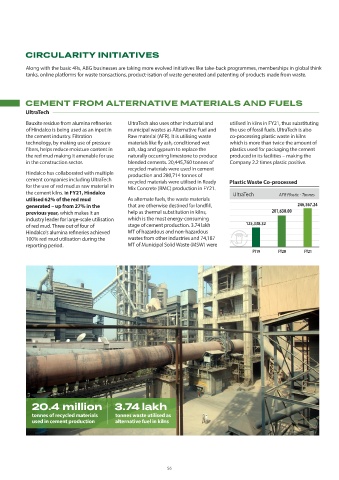 CIRCULARITY INITIATIVES
Along with the basic 4Rs, ABG businesses are taking more evolved initiatives like take-back programmes, memberships in global think
tanks, online platforms for waste transactions, productisation of waste generated and patenting of products made from waste.
CEMENT FROM ALTERNATIVE MATERIALS AND FUELS
UltraTech
Bauxite residue from alumina refineries
of Hindalco is being used as an input in
the cement industry. Filtration
technology, by making use of pressure
filters, helps reduce moisture content in
the red mud making it amenable for use
in the construction sector.
Hindalco has collaborated with multiple
cement companies including UltraTech
for the use of red mud as raw material in
the cement kilns. In FY21, Hindalco
utilised 62% of the red mud
generated – up from 27% in the
previous year, which makes it an
industry leader for large-scale utilisation
of red mud. Three out of four of
Hindalco's alumina refineries achieved
100% red mud utilisation during the
reporting period.
UltraTech also uses other industrial and
municipal wastes as Alternative Fuel and
Raw material (AFR). It is utilising waste
materials like fly ash, conditioned wet
ash, slag and gypsum to replace the
naturally occurring limestone to produce
blended cements. 20,445,760 tonnes of
recycled materials were used in cement
production and 288,714 tonnes of
recycled materials were utilised in Ready
Mix Concrete (RMC) production in FY21.
As alternate fuels, the waste materials
that are otherwise destined for landfill,
help as thermal substitution in kilns,
which is the most energy consuming
stage of cement production. 3.74 lakh
MT of hazardous and non-hazardous
wastes from other industries and 74,187
MT of Municipal Solid Waste (MSW) were
utilised in kilns in FY21, thus substituting
the use of fossil fuels. UltraTech is also
co-processing plastic waste in kilns
which is more than twice the amount of
plastics used for packaging the cement
produced in its facilities – making the
Company 2.2 times plastic positive.
Plastic Waste Co-processed
UltraTech
FY19
FY20
FY21
20.4 million
tonnes of recycled materials
used in cement production
3.74 lakh
tonnes waste utilised as
alternative fuel in kilns